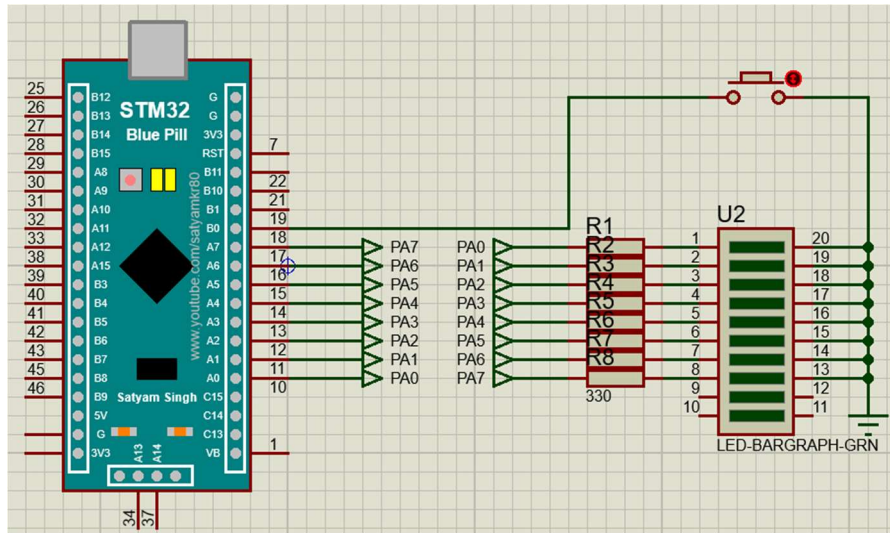 STM32
Blue Pill
www.youtube.com/satyamkr80
Satyam Singh
25 B12
26 B13
27 B14
28 B15
29 A8
30 A9
31 A10
32 A11
33 A12
38 A15
39 B3
40 B4
41 B5
42 B6
43 B7
45 B8
46 B9
5V
G
3V3
A13
A14
34
37
G
G
3V3
RST 7
B11
B10 22
B1 21
B0 19
A7 18
A6 17
A5 16
A4 15
A3 14
A2 13
A1 12
A0 11
C15 10
C14
C13
VB 1
PA7
PA6
PA5
PA4
PA3
PA2
PA1
PA0
PA0
PA1
PA2
PA3
PA4
PA5
PA6
PA7
R1
R2
R3
R4
R5
R6
R7
R8
330
U2
1 20
2 19
3 18
4 17
5 16
6 15
7 14
8 13
9 12
10 11
LED-BARGRAPH-GRN